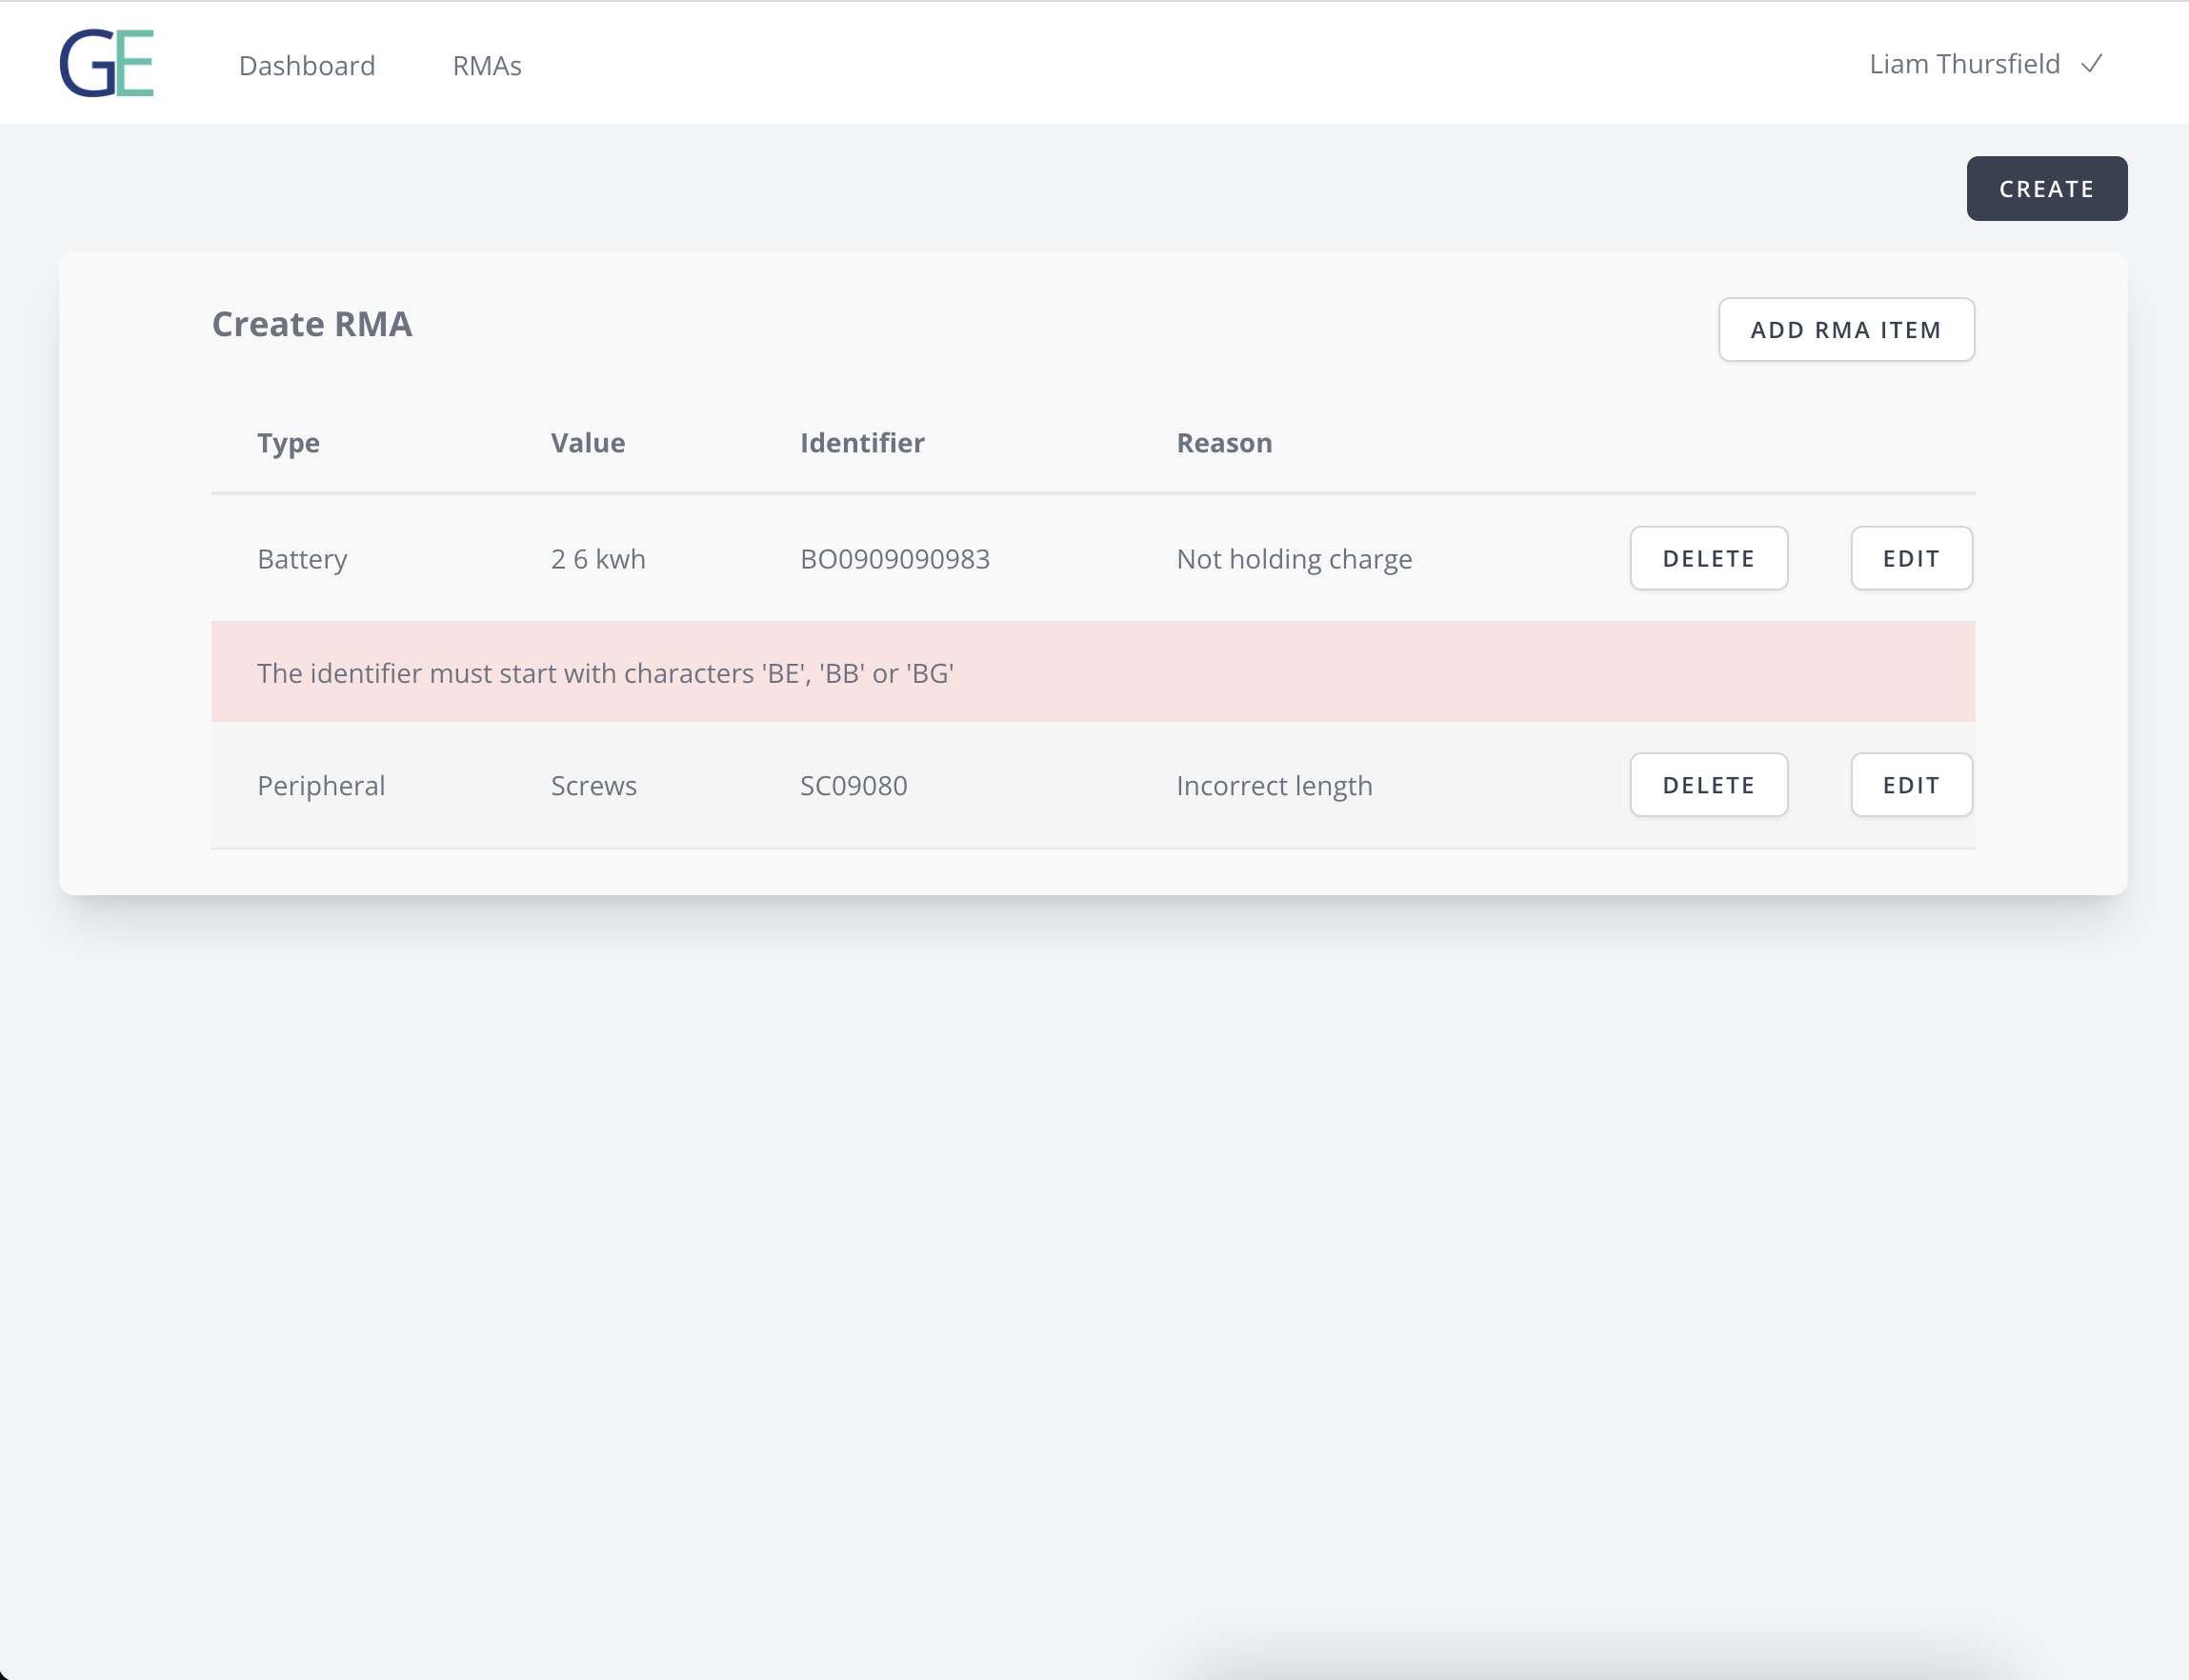 GE Dashboard RMAs Liam Thursfield
CREATE
Create RMA ADD RMA ITEM
Type Value Identifier Reason
Battery 2 6 kwh BO0909090983 Not holding charge DELETE EDIT
The identifier must start with characters 'BE', 'BB' or 'BG'
Peripheral Screws SC09080 Incorrect length DELETE EDIT